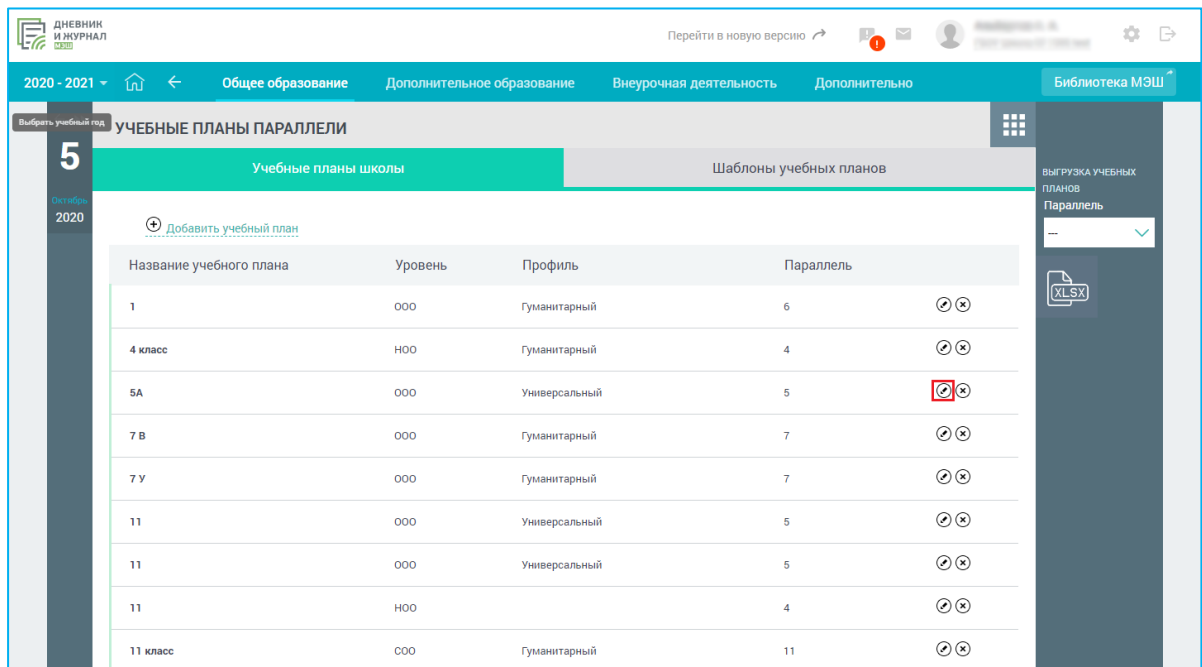 ДНЕВНИК
И ЖУРНАЛ
МЭШ
Перейти в новую версию
2020 - 2021
Общее образование
Дополнительное образование
Внеурочная деятельность
Дополнительно
Библиотека МЭШ
Выбрать учебный год
5
Октябрь
2020
УЧЕБНЫЕ ПЛАНЫ ПАРАЛЛЕЛИ
Учебные планы школы
Шаблоны учебных планов
ВЫГРУЗКА УЧЕБНЫХ
ПЛАНОВ
Параллель
---
XLSX
Добавить учебный план
Название учебного плана Уровень Профиль Параллель
1 ООО Гуманитарный 6
4 класс НОО Гуманитарный 4
5А ООО Универсальный 5
7 В ООО Гуманитарный 7
7 У ООО Гуманитарный 7
11 ООО Универсальный 5
11 ООО Универсальный 5
11 НОО 4
11 класс СОО Гуманитарный 11